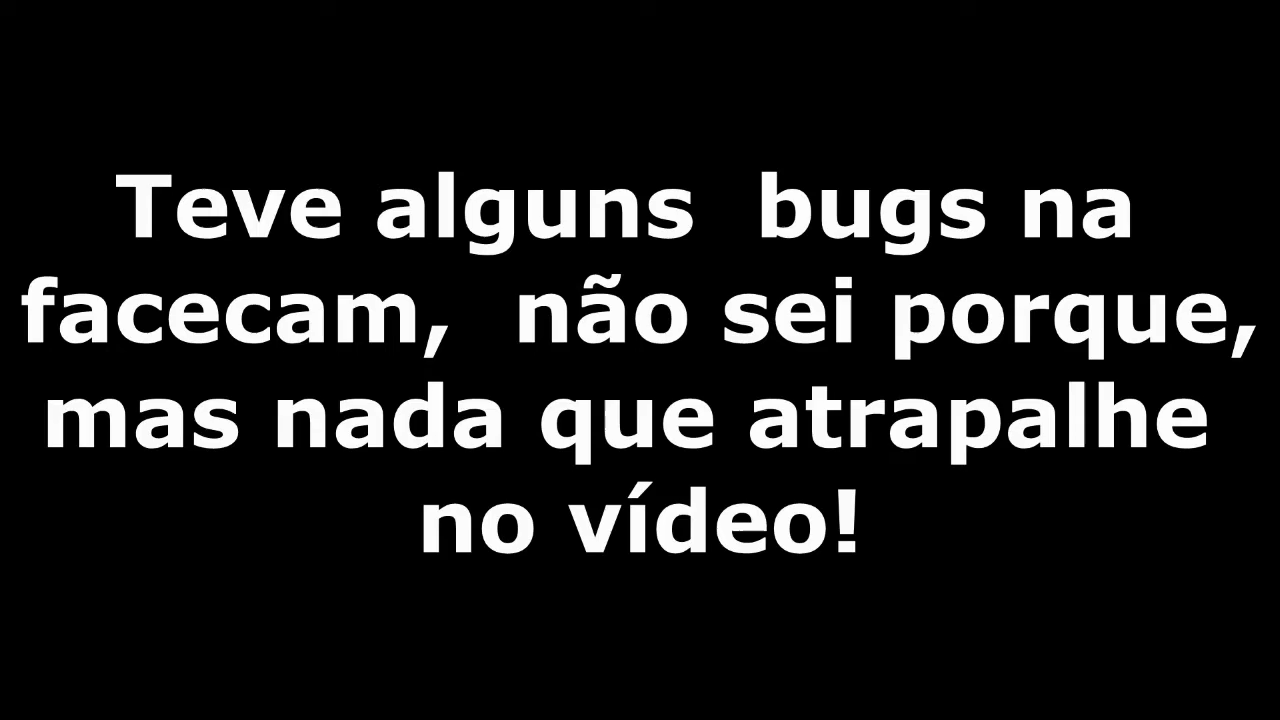 Teve alguns  bugs na
facecam,  não sei porque,
mas nada que atrapalhe
no vídeo!